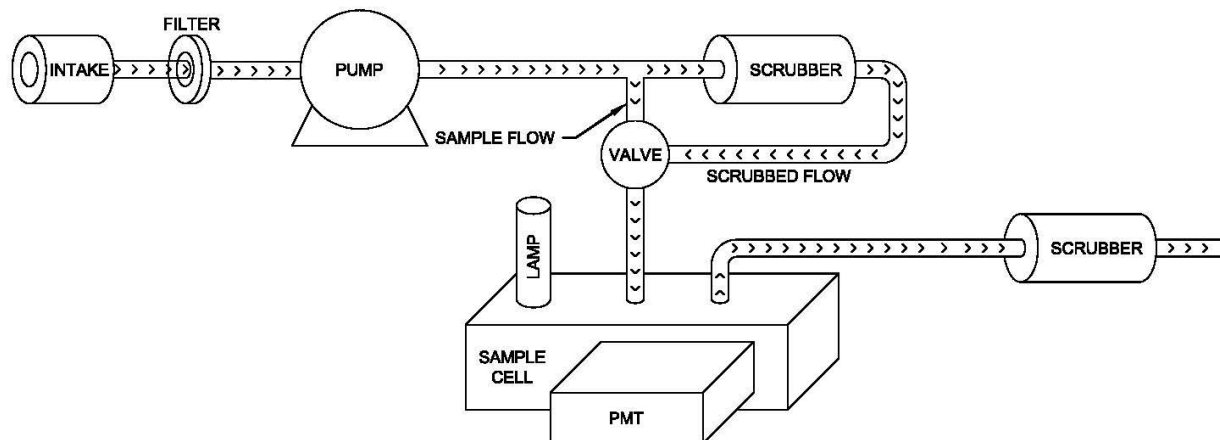 FILTER
INTAKE
PUMP
SCRUBBER
SAMPLE FLOW
VALVE
SCRUBBED FLOW
LAMP
SCRUBBER
SAMPLE
CELL
PMT